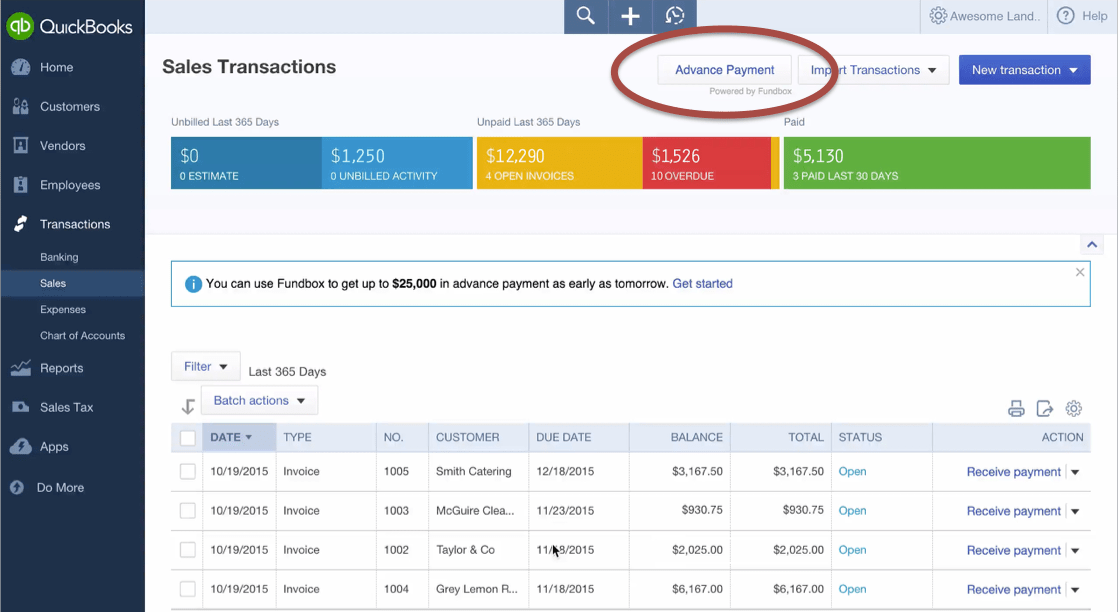 QuickBooks
Awesome Land..
Help
Home
Customers
Vendors
Employees
Transactions
Banking
Sales
Expenses
Chart of Accounts
Reports
Sales Tax
Apps
Do More
Sales Transactions
Advance Payment
Powered by Fundbox
Import Transactions
New transaction
Unbilled Last 365 Days
Unpaid Last 365 Days
Paid
$0
0 ESTIMATE
$1,250
0 UNBILLED ACTIVITY
$12,290
4 OPEN INVOICES
$1,526
10 OVERDUE
$5,130
3 PAID LAST 30 DAYS
You can use Fundbox to get up to $25,000 in advance payment as early as tomorrow. Get started
Filter
Last 365 Days
Batch actions
DATE TYPE NO. CUSTOMER DUE DATE BALANCE TOTAL STATUS ACTION
10/19/2015 Invoice 1005 Smith Catering 12/18/2015 $3,167.50 $3,167.50 Open Receive payment
10/19/2015 Invoice 1003 McGuire Clea... 11/23/2015 $930.75 $930.75 Open Receive payment
10/19/2015 Invoice 1002 Taylor & Co $2,025.00 $2,025.00 Open Receive payment
10/19/2015 Invoice 1004 Grey Lemon R... 11/18/2015 $6,167.00 $6,167.00 Open Receive payment